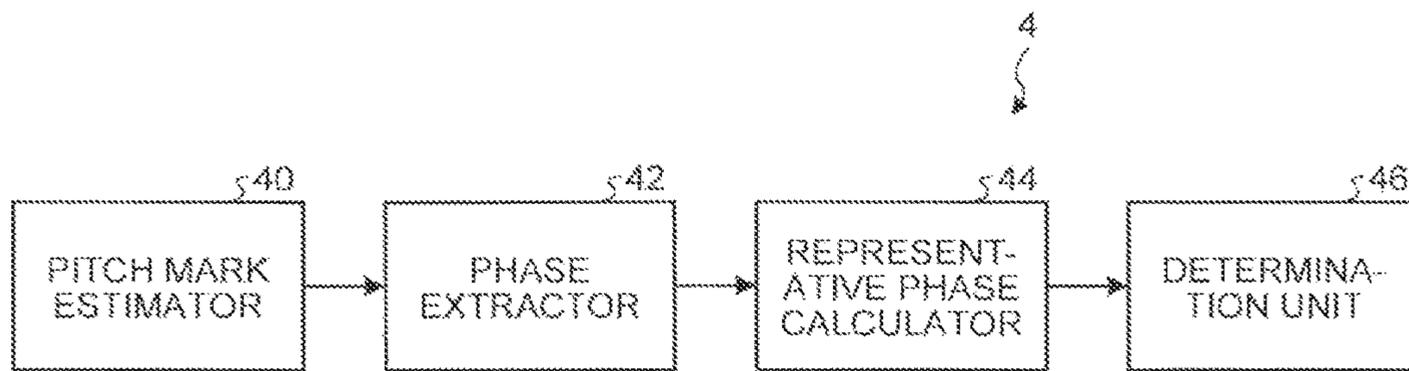 4
40
42
44
46
PITCH MARK
ESTIMATOR
PHASE
EXTRACTOR
REPRESENT-
ATIVE PHASE
CALCULATOR
DETERMINA-
TION UNIT